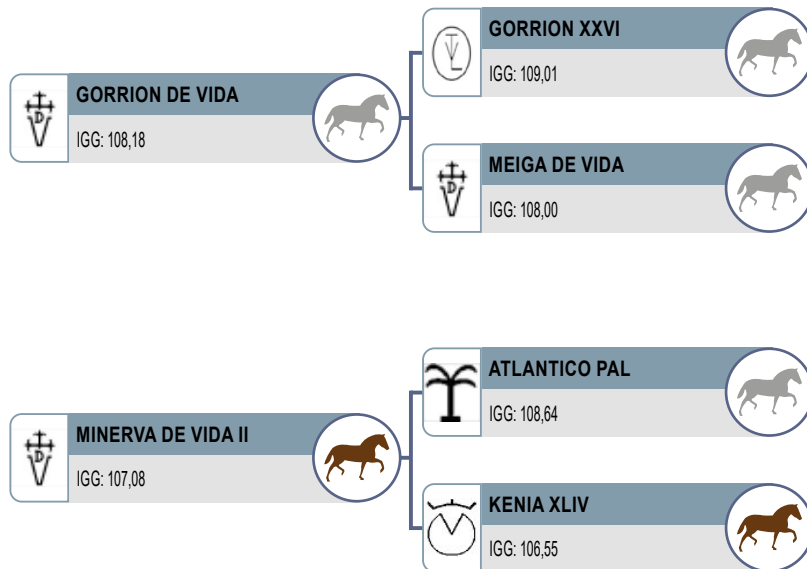 GORRION XXVI
IGG: 109,01
GORRION DE VIDA
IGG: 108,18
MEIGA DE VIDA
IGG: 108,00
ATLANTICO PAL
IGG: 108,64
MINERVA DE VIDA II
IGG: 107,08
KENIA XLIV
IGG: 106,55